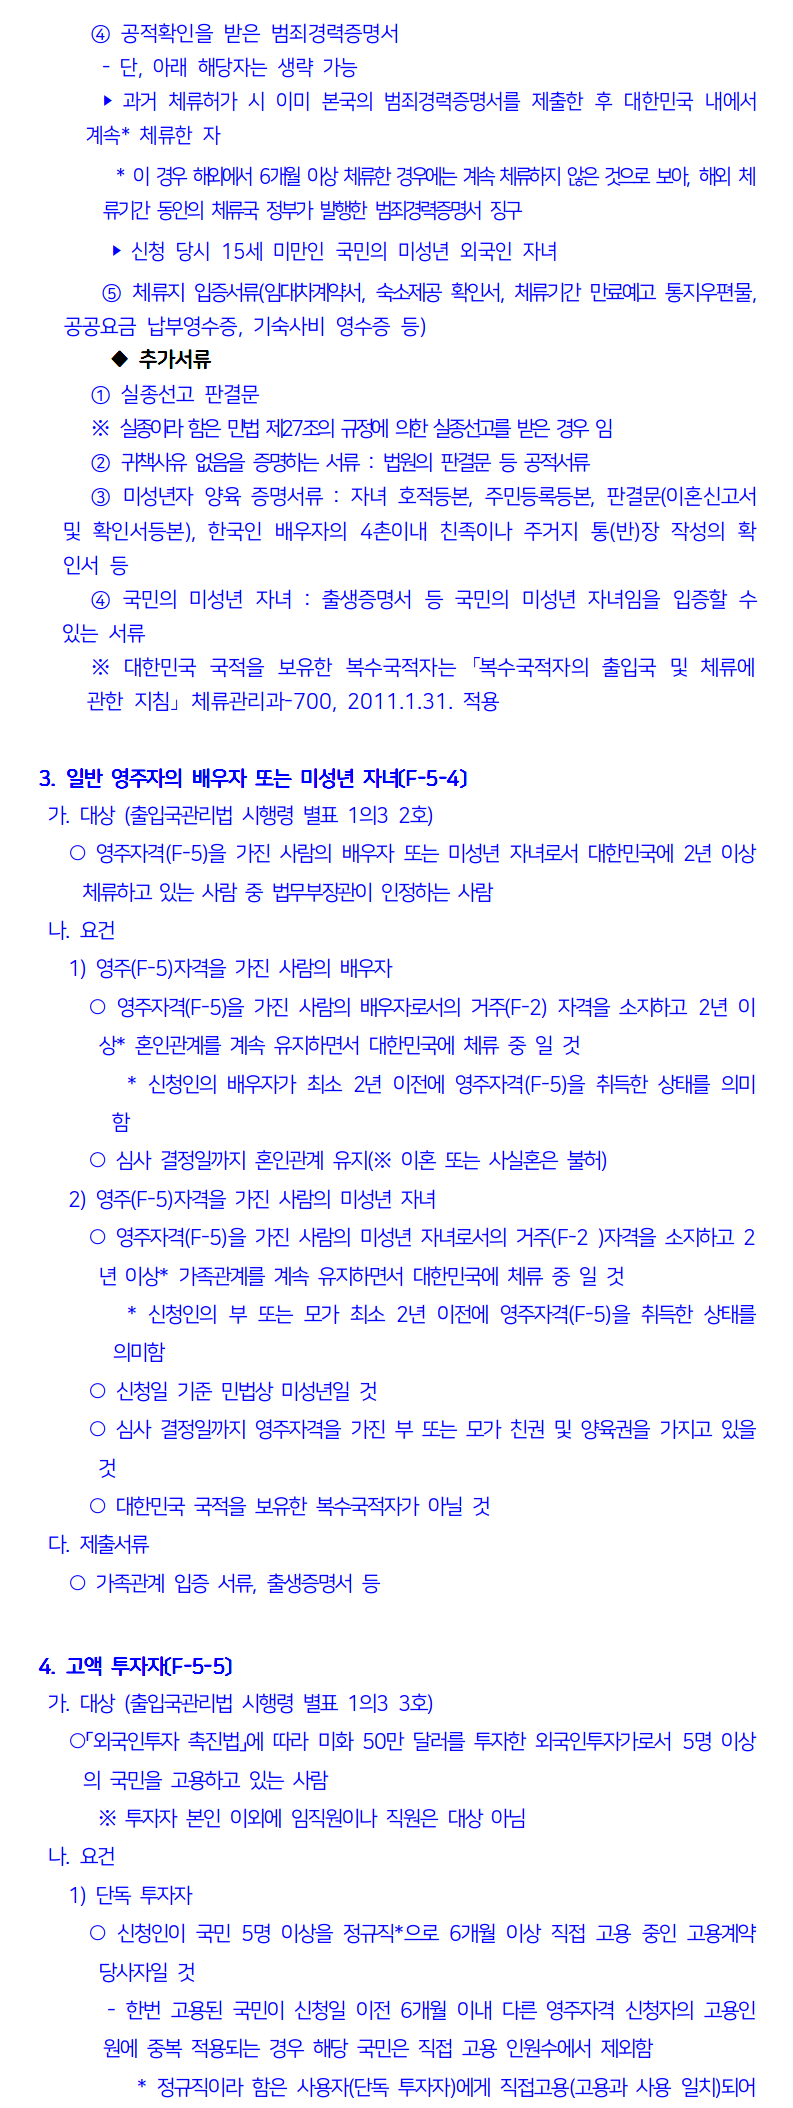 ④ 공적확인을 받은 범죄경력증명서
- 단, 아래 해당자는 생략 가능
▶ 과거 체류허가 시 이미 본국의 범죄경력증명서를 제출한 후 대한민국 내에서
계속* 체류한 자
* 이 경우 해외에서 6개월 이상 체류한 경우에는 계속 체류하지 않은 것으로 보아, 해외 체
류기간 동안의 체류국 정부가 발행한 범죄경력증명서 징구
▶ 신청 당시 15세 미만인 국민의 미성년 외국인 자녀
⑤ 체류지 입증서류(임대차계약서, 숙소제공 확인서, 체류기간 만료예고 통지우편물,
공공요금 납부영수증, 기숙사비 영수증 등)
◆ 추가서류
① 실종선고 판결문
※ 실종이라 함은 민법 제27조의 규정에 의한 실종선고를 받은 경우 임
② 귀책사유 없음을 증명하는 서류 : 법원의 판결문 등 공적서류
③ 미성년자 양육 증명서류 : 자녀 호적등본, 주민등록등본, 판결문(이혼신고서
및 확인서등본), 한국인 배우자의 4촌이내 친족이나 주거지 통(반)장 작성의 확
인서 등
④ 국민의 미성년 자녀 : 출생증명서 등 국민의 미성년 자녀임을 입증할 수
있는 서류
※ 대한민국 국적을 보유한 복수국적자는 「복수국적자의 출입국 및 체류에
관한 지침」 체류관리과-700, 2011.1.31. 적용
3. 일반 영주자의 배우자 또는 미성년 자녀(F-5-4)
가. 대상 (출입국관리법 시행령 별표 1의3 2호)
○ 영주자격(F-5)을 가진 사람의 배우자 또는 미성년 자녀로서 대한민국에 2년 이상
체류하고 있는 사람 중 법무부장관이 인정하는 사람
나. 요건
1) 영주(F-5)자격을 가진 사람의 배우자
○ 영주자격(F-5)을 가진 사람의 배우자로서의 거주(F-2) 자격을 소지하고 2년 이
상* 혼인관계를 계속 유지하면서 대한민국에 체류 중 일 것
* 신청인의 배우자가 최소 2년 이전에 영주자격(F-5)을 취득한 상태를 의미
함
○ 심사 결정일까지 혼인관계 유지(※ 이혼 또는 사실혼은 불허)
2) 영주(F-5)자격을 가진 사람의 미성년 자녀
○ 영주자격(F-5)을 가진 사람의 미성년 자녀로서의 거주(F-2 )자격을 소지하고 2
년 이상* 가족관계를 계속 유지하면서 대한민국에 체류 중 일 것
* 신청인의 부 또는 모가 최소 2년 이전에 영주자격(F-5)을 취득한 상태를
의미함
○ 신청일 기준 민법상 미성년일 것
○ 심사 결정일까지 영주자격을 가진 부 또는 모가 친권 및 양육권을 가지고 있을
것
○ 대한민국 국적을 보유한 복수국적자가 아닐 것
다. 제출서류
○ 가족관계 입증 서류, 출생증명서 등
4. 고액 투자자(F-5-5)
가. 대상 (출입국관리법 시행령 별표 1의3 3호)
○「외국인투자 촉진법」에 따라 미화 50만 달러를 투자한 외국인투자가로서 5명 이상
의 국민을 고용하고 있는 사람
※ 투자자 본인 이외에 임직원이나 직원은 대상 아님
나. 요건
1) 단독 투자자
○ 신청인이 국민 5명 이상을 정규직*으로 6개월 이상 직접 고용 중인 고용계약
당사자일 것
- 한번 고용된 국민이 신청일 이전 6개월 이내 다른 영주자격 신청자의 고용인
원에 중복 적용되는 경우 해당 국민은 직접 고용 인원수에서 제외함
* 정규직이라 함은 사용자(단독 투자자)에게 직접고용(고용과 사용 일치)되어